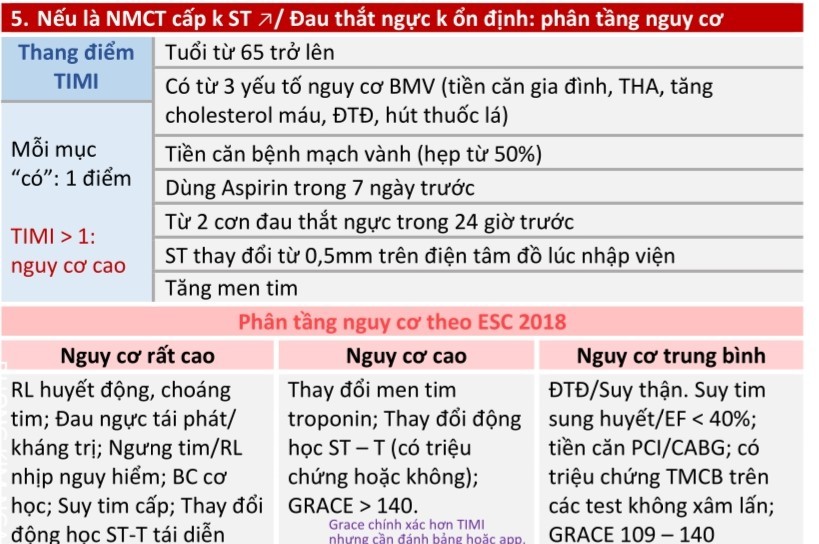 5. Nếu là NMCT cấp k ST ↗/ Đau thắt ngực k ổn định: phân tầng nguy cơ
Thang điểm
TIMI
Mỗi mục
“có”: 1 điểm
TIMI > 1:
nguy cơ cao
Tuổi từ 65 trở lên
Có từ 3 yếu tố nguy cơ BMV (tiền căn gia đình, THA, tăng
cholesterol máu, ĐTĐ, hút thuốc lá)
Tiền căn bệnh mạch vành (hẹp từ 50%)
Dùng Aspirin trong 7 ngày trước
Từ 2 cơn đau thắt ngực trong 24 giờ trước
ST thay đổi từ 0,5mm trên điện tâm đồ lúc nhập viện
Tăng men tim
Phân tầng nguy cơ theo ESC 2018
Nguy cơ rất cao
RL huyết động, choáng
tim; Đau ngực tái phát/
kháng trị; Ngưng tim/RL
nhịp nguy hiểm; BC cơ
học; Suy tim cấp; Thay đổi
động học ST-T tái diễn
Nguy cơ cao
Thay đổi men tim
troponin; Thay đổi động
học ST – T (có triệu
chứng hoặc không);
GRACE > 140.
Grace chính xác hơn TIMI
nhưng cần đánh bảng hoặc app.
Nguy cơ trung bình
ĐTĐ/Suy thận. Suy tim
sung huyết/EF < 40%;
tiền căn PCI/CABG; có
triệu chứng TMCB trên
các test không xâm lấn;
GRACE 109 – 140